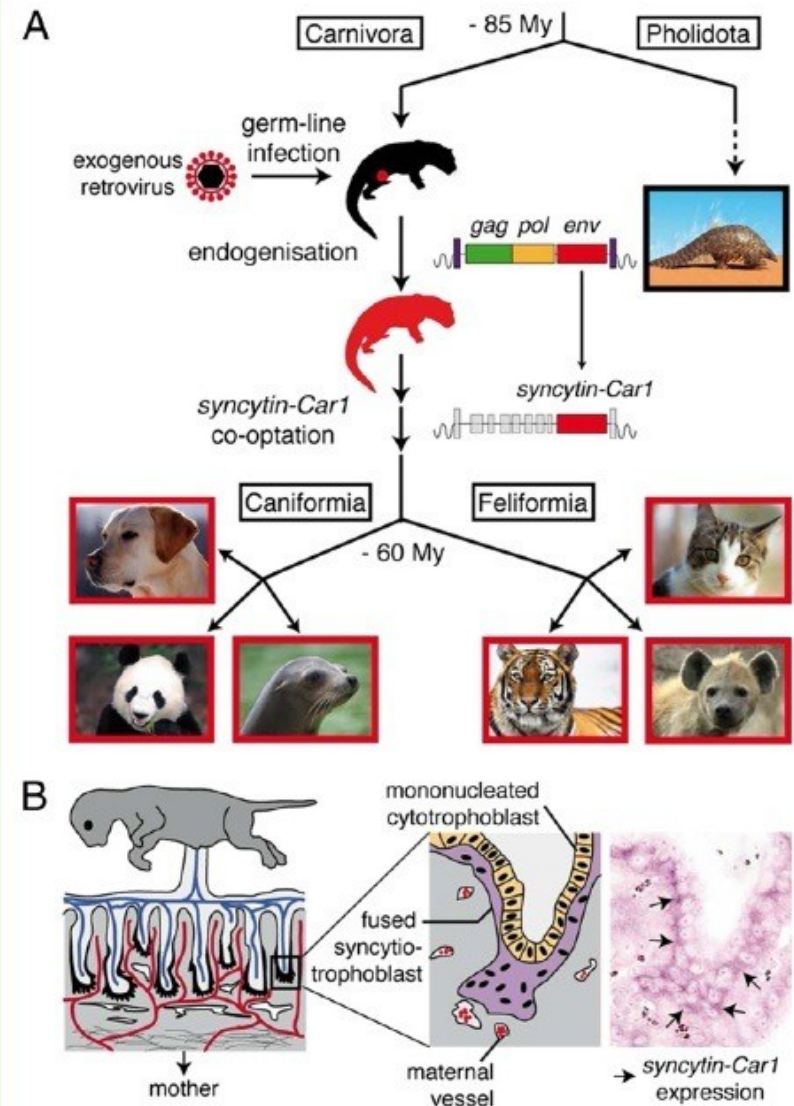 A
Carnivora
- 85 My
Pholidota
germ-line
infection
exogenous
retrovirus
endogenisation
gag pol env
syncytin-Car1
syncytin-Car1
co-optation
Caniformia
Feliformia
- 60 My
B
mononucleated
cytotrophoblast
fused
syncytio-
trophoblast
maternal
vessel
mother
syncytin-Car1
expression